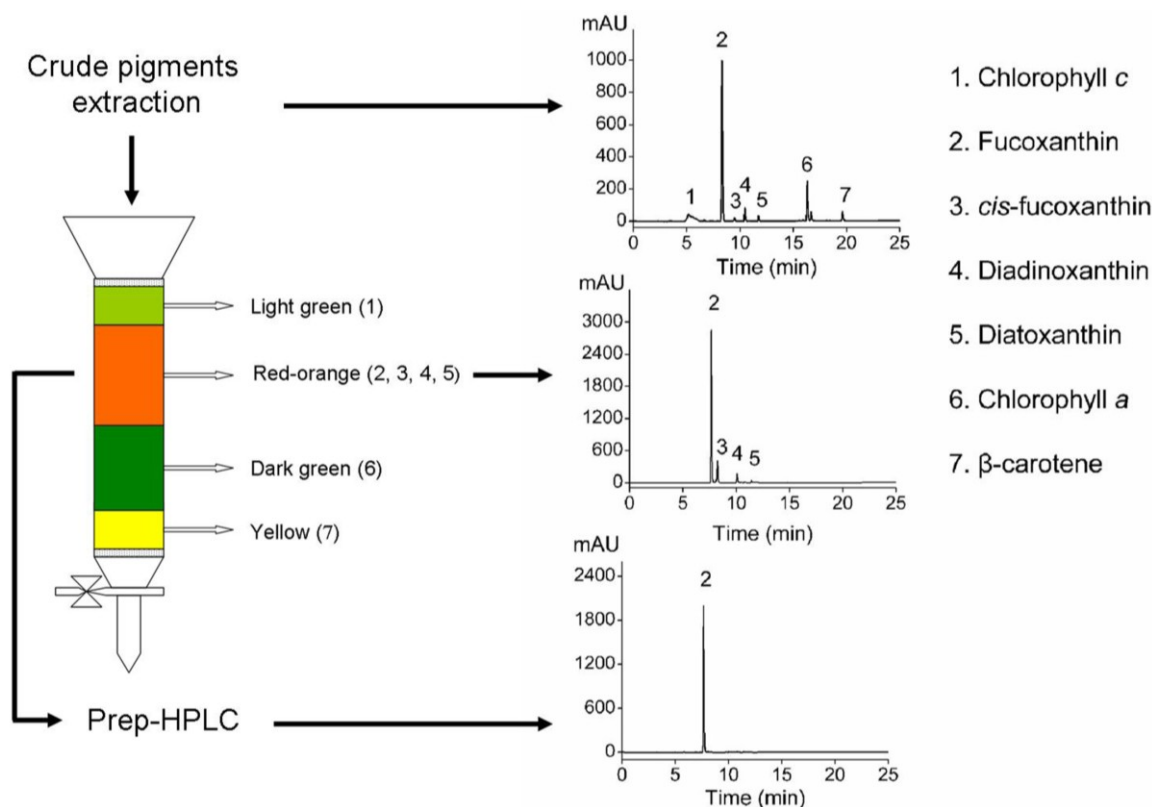 Crude pigments
extraction
Light green (1)
Red-orange (2, 3, 4, 5)
Dark green (6)
Yellow (7)
Prep-HPLC
mAU
1000
800
600
400
200
0
0 5 10 15 20 25
Time (min)
1 2 3 4 5 6 7
mAU
3000
2400
1800
1200
600
0
0 5 10 15 20 25
Time (min)
2 3 4 5
mAU
2400
1800
1200
600
0
0 5 10 15 20 25
Time (min)
2
1. Chlorophyll c
2. Fucoxanthin
3. cis-fucoxanthin
4. Diadinoxanthin
5. Diatoxanthin
6. Chlorophyll a
7. β-carotene